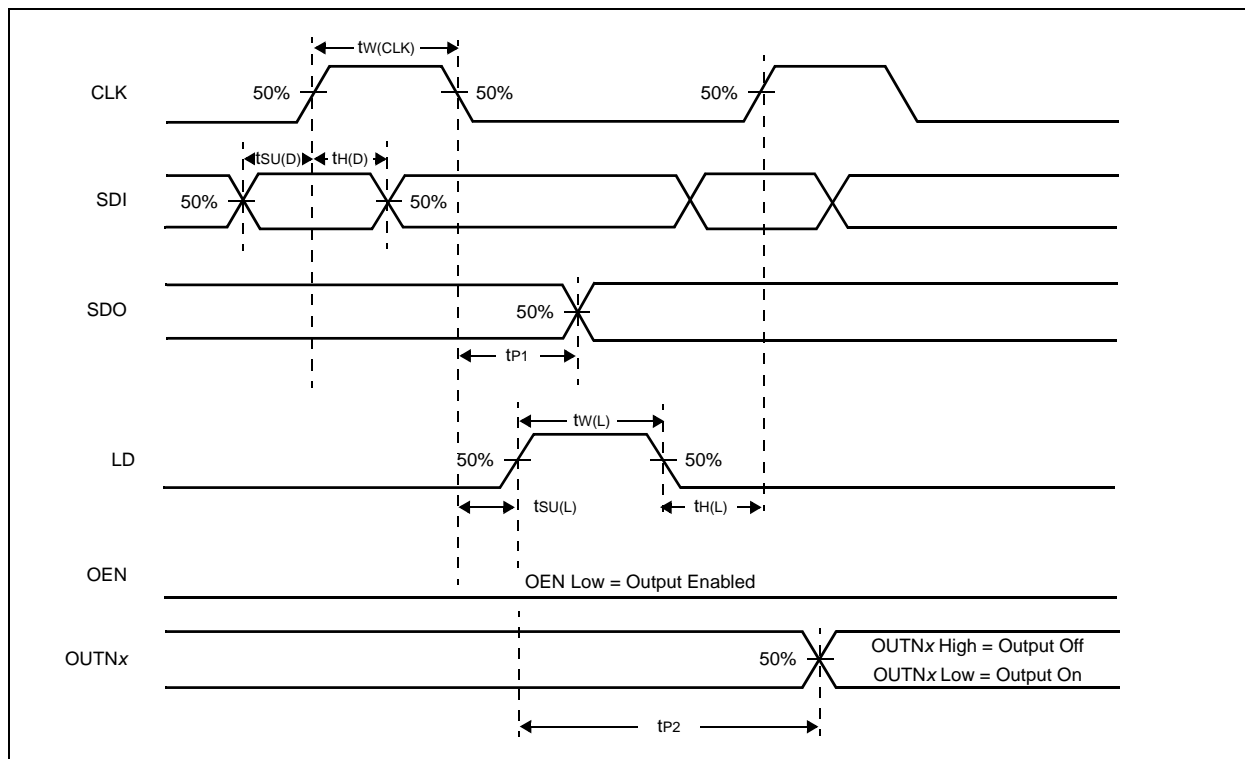 tW(CLK)
CLK
50%
50%
50%
tSU(D)
tH(D)
SDI
50%
50%
SDO
50%
tP1
tW(L)
LD
50%
50%
tSU(L)
tH(L)
OEN
OEN Low = Output Enabled
OUTNx
50%
OUTNx High = Output Off
OUTNx Low = Output On
tP2